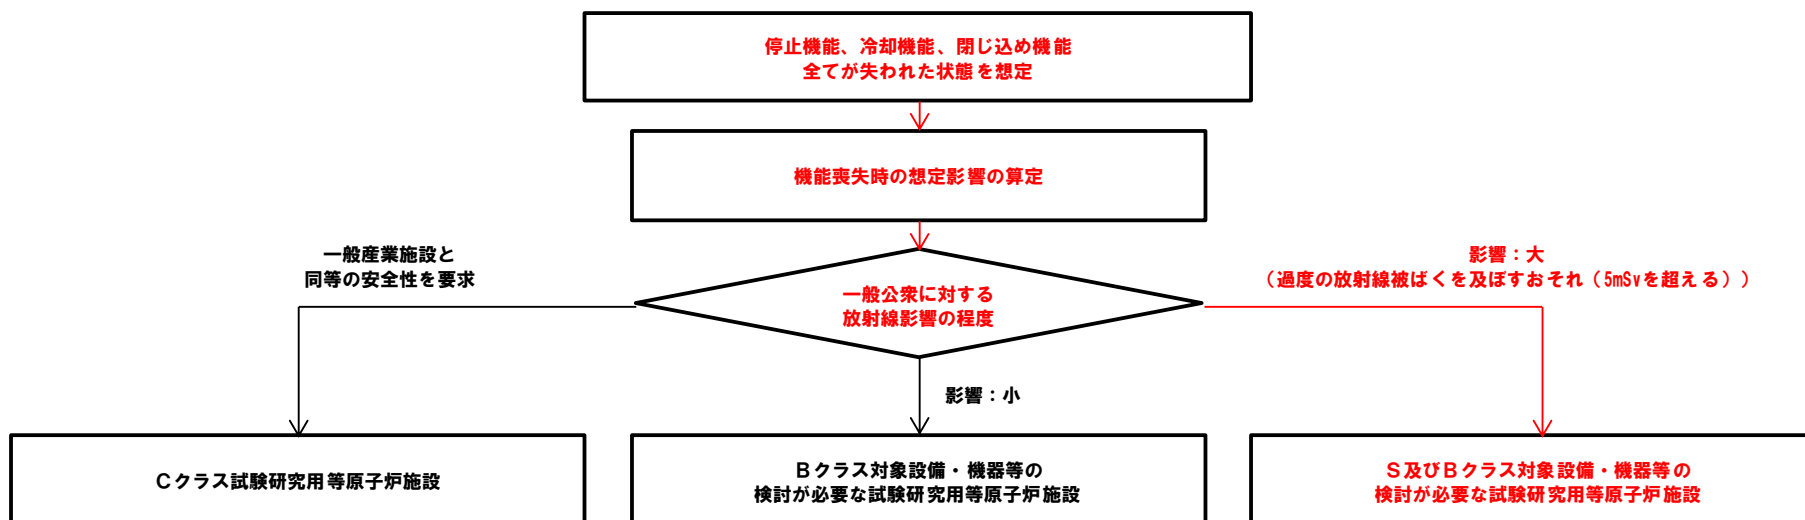 停止機能、冷却機能、閉じ込め機能
全てが失われた状態を想定
機能喪失時の想定影響の算定
一般産業施設と
同等の安全性を要求
一般公衆に対する
放射線影響の程度
影響：大
（過度の放射線被ばくを及ぼすおそれ（5mSvを超える））
影響：小
Ｃクラス試験研究用等原子炉施設
Ｂクラス対象設備・機器等の
検討が必要な試験研究用等原子炉施設
Ｓ及びＢクラス対象設備・機器等の
検討が必要な試験研究用等原子炉施設